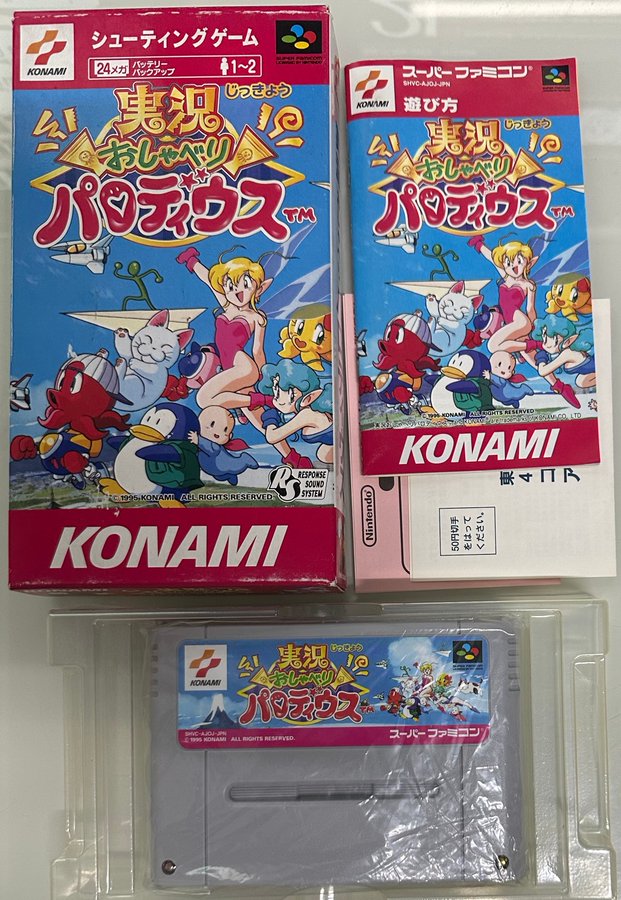 KONAMI
シューティングゲーム
24メガ
バッテリー
バックアップ
1~2
SUPER FAMICOM
じっきょう
実況
おしゃべり
パロディウス TM
RESPONSE
SOUND
SYSTEM
RS
©1995 KONAMI ALL RIGHTS RESERVED
KONAMI
KONAMI
スーパーファミコン
SHVC-AJOJ-JPN
遊び方
じっきょう
実況
おしゃべり
パロディウス TM
©1995 KONAMI ALL RIGHTS RESERVED
KONAMI
Nintendo
50円切手
をはって
ください。
東4コア
KONAMI
じっきょう
実況
おしゃべり
パロディウス TM
SHVC-AJOJ-JPN
©1995 KONAMI ALL RIGHTS RESERVED.
スーパーファミコン